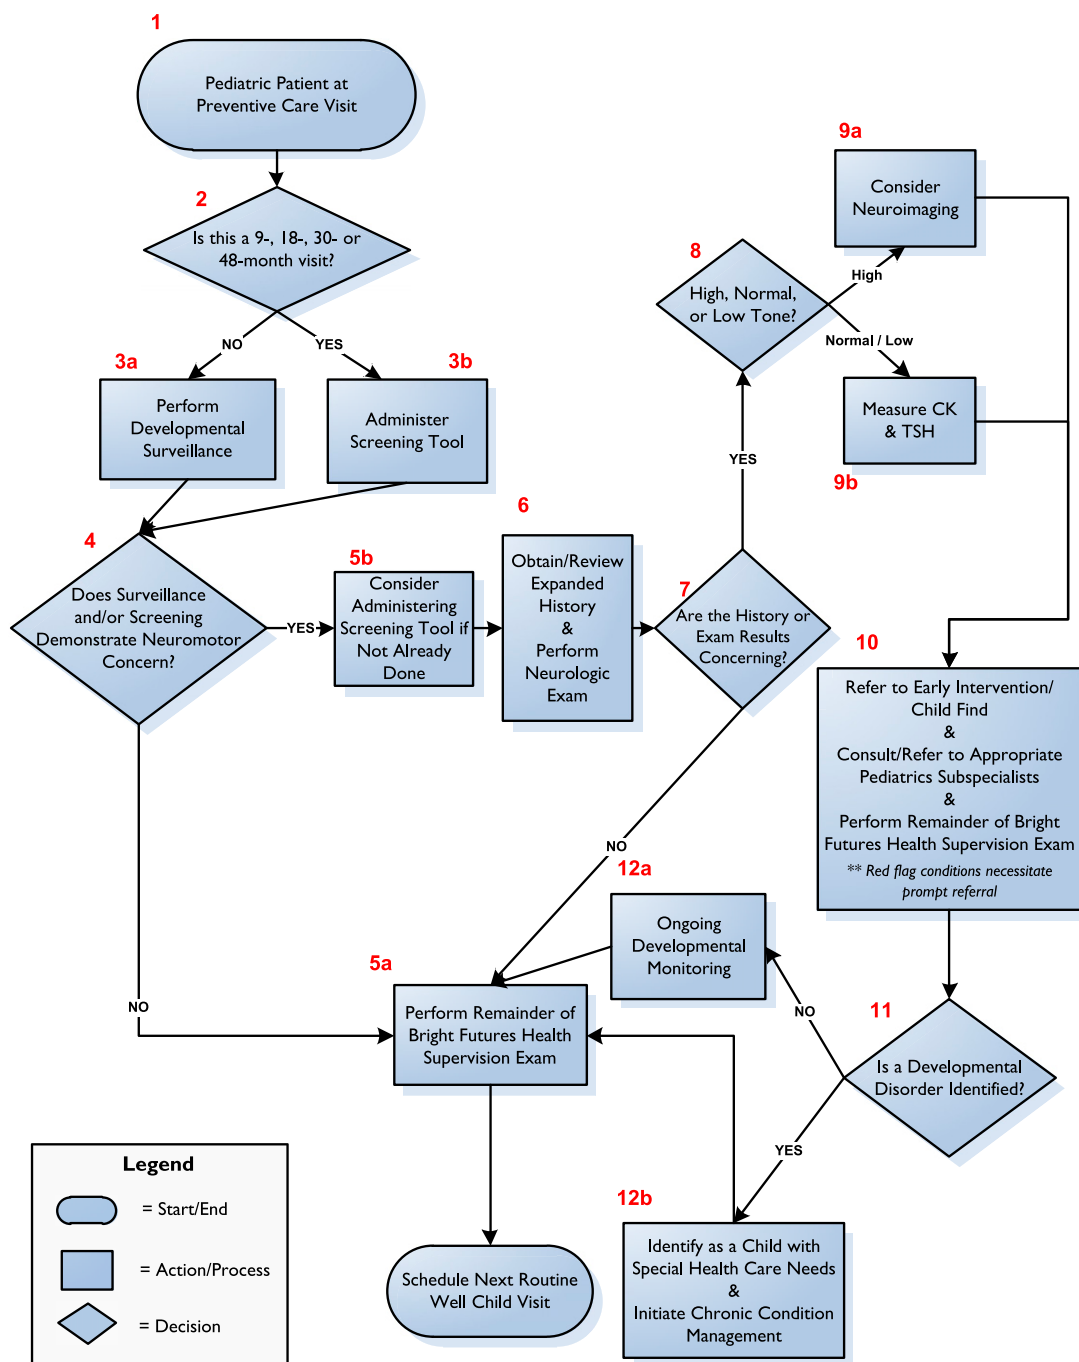 1
Pediatric Patient at
Preventive Care Visit
2
Is this a 9-, 18-, 30- or
48-month visit?
NO
YES
3a
Perform
Developmental
Surveillance
3b
Administer
Screening Tool
4
Does Surveillance
and/or Screening
Demonstrate Neuromotor
Concern?
YES
NO
5b
Consider
Administering
Screening Tool if
Not Already
Done
6
Obtain/Review
Expanded
History
&
Perform
Neurologic
Exam
7
Are the History or
Exam Results
Concerning?
YES
NO
8
High, Normal,
or Low Tone?
High
Normal / Low
9a
Consider
Neuroimaging
Measure CK
& TSH
9b
10
Refer to Early Intervention/
Child Find
&
Consult/Refer to Appropriate
Pediatrics Subspecialists
&
Perform Remainder of Bright
Futures Health Supervision Exam
** Red flag conditions necessitate
prompt referral
11
Is a Developmental
Disorder Identified?
NO
YES
12a
Ongoing
Developmental
Monitoring
5a
Perform Remainder of
Bright Futures Health
Supervision Exam
12b
Identify as a Child with
Special Health Care Needs
&
Initiate Chronic Condition
Management
Schedule Next Routine
Well Child Visit
Legend
= Start/End
= Action/Process
= Decision